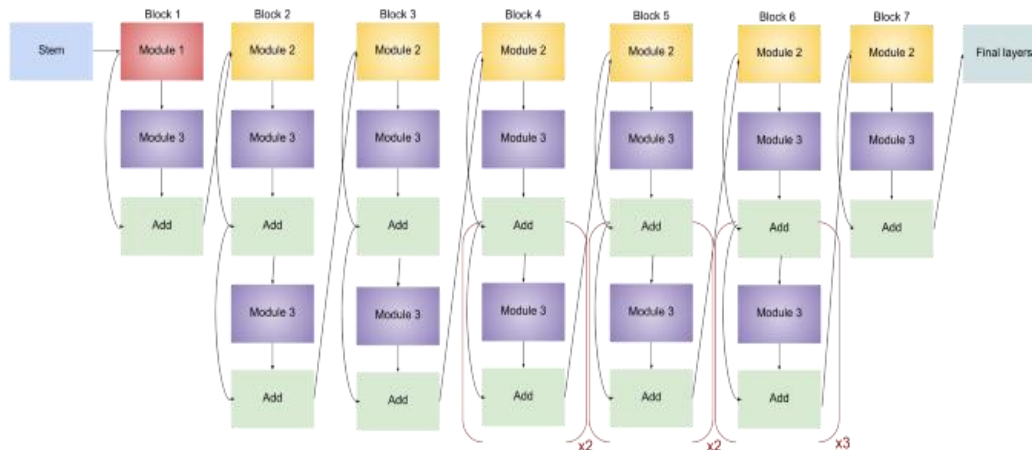 Block 1
Block 2
Block 3
Block 4
Block 5
Block 6
Block 7
Stem
Module 1
Module 2
Module 2
Module 2
Module 2
Module 2
Module 2
Final layers
Module 3
Module 3
Module 3
Module 3
Module 3
Module 3
Module 3
Add
Add
Add
Add
Add
Add
Add
Module 3
Module 3
Module 3
Module 3
Module 3
Add
Add
Add
Add
Add
x2
x2
x3